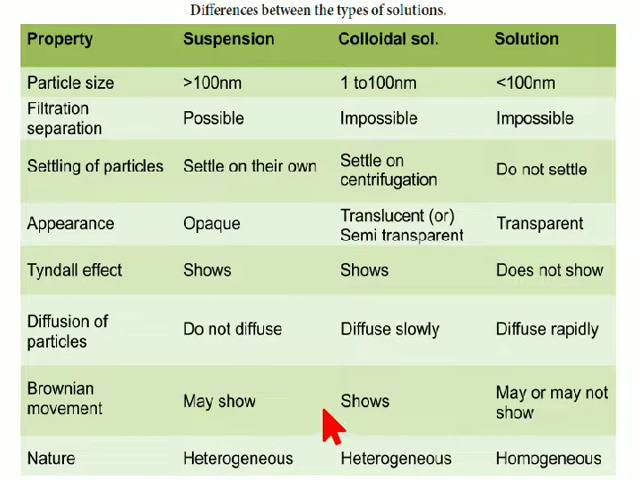 Differences between the types of solutions.
Property Suspension Colloidal sol. Solution
Particle size >100nm 1 to100nm <100nm
Filtration separation Possible Impossible Impossible
Settling of particles Settle on their own Settle on centrifugation Do not settle
Appearance Opaque Translucent (or) Semi transparent Transparent
Tyndall effect Shows Shows Does not show
Diffusion of particles Do not diffuse Diffuse slowly Diffuse rapidly
Brownian movement May show Shows May or may not show
Nature Heterogeneous Heterogeneous Homogeneous